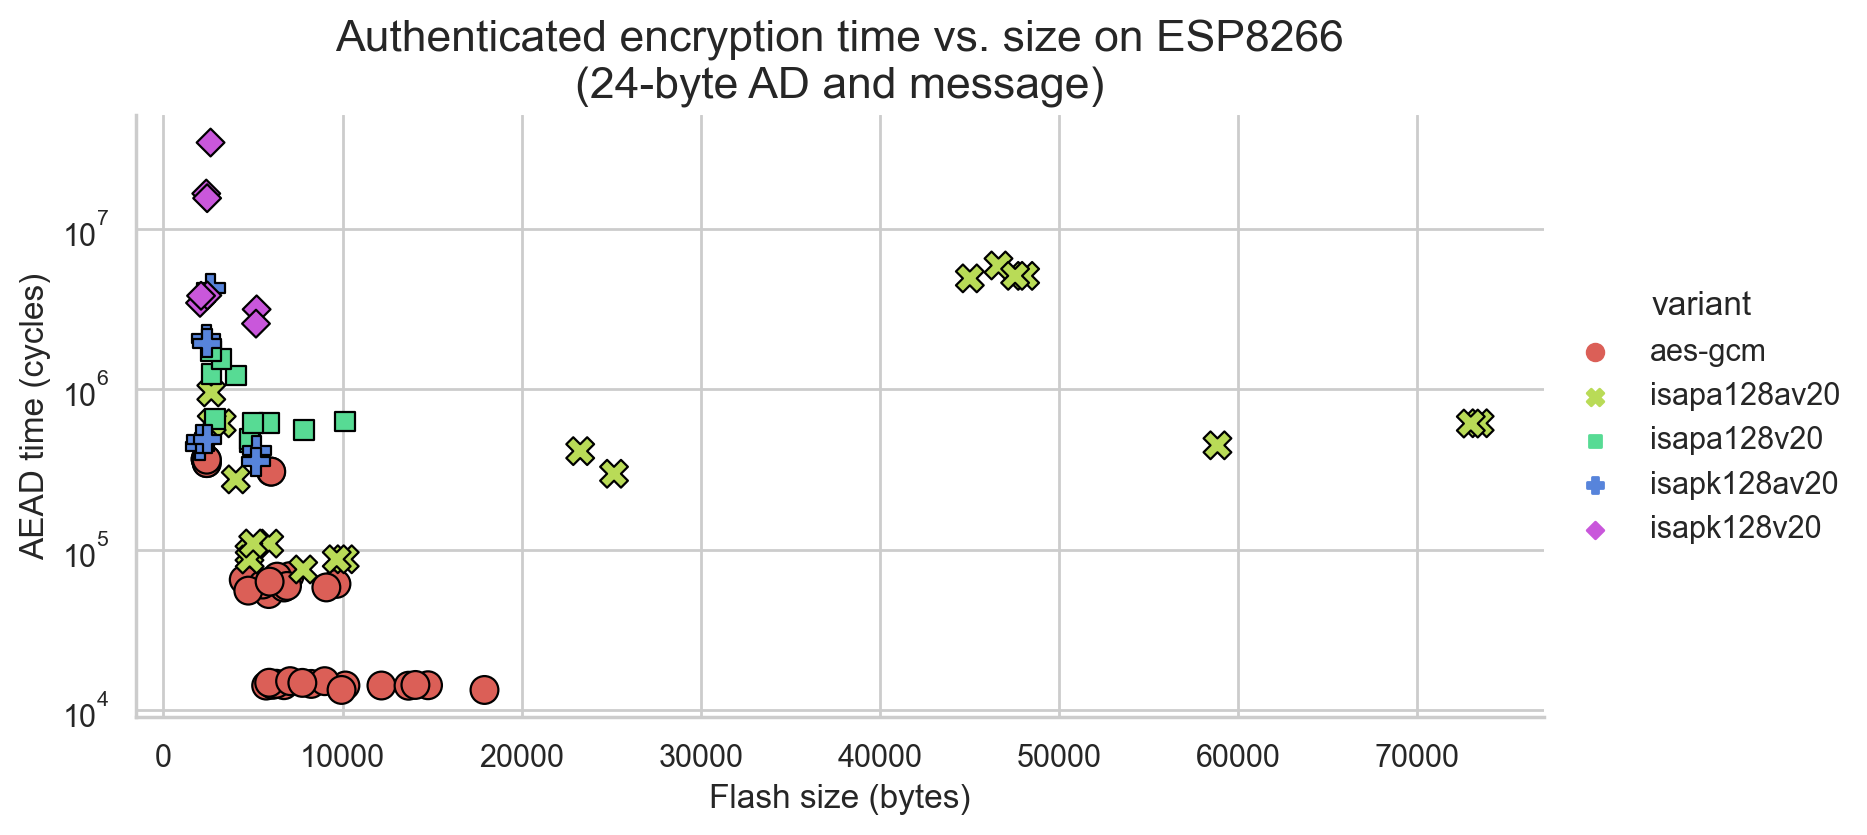 Authenticated encryption time vs. size on ESP8266
(24-byte AD and message)
AEAD time (cycles)
10^7
10^6
10^5
10^4
0 10000 20000 30000 40000 50000 60000 70000
Flash size (bytes)
variant
aes-gcm
isapa128av20
isapa128v20
isapk128av20
isapk128v20